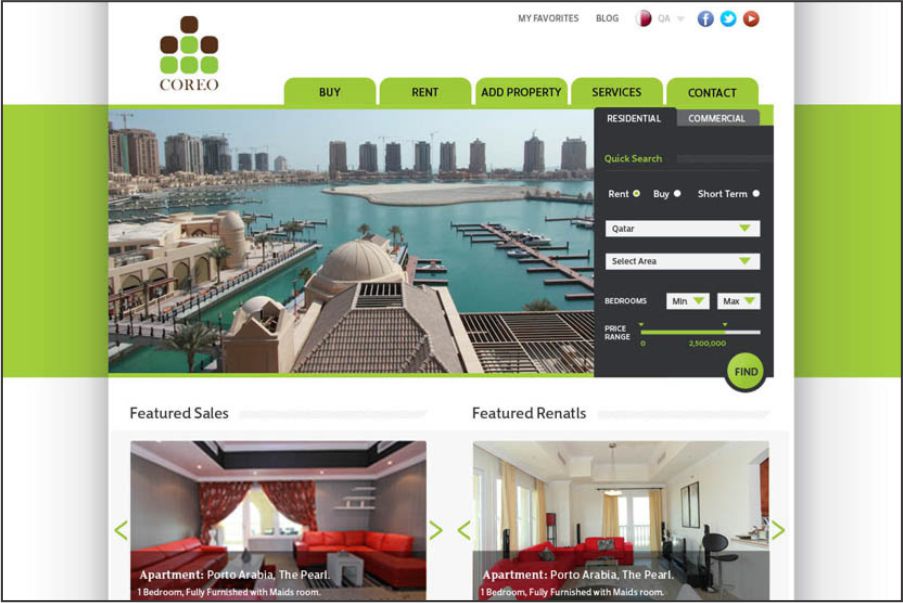 MY FAVORITES BLOG QA
COREO
BUY RENT ADD PROPERTY SERVICES CONTACT
RESIDENTIAL COMMERCIAL
Quick Search
Rent Buy Short Term
Qatar
Select Area
BEDROOMS Min Max
PRICE
RANGE
0 2,500,000
FIND
Featured Sales
Featured Renatls
Apartment: Porto Arabia, The Pearl.
1 Bedroom, Fully Furnished with Maids room.
Apartment: Porto Arabia, The Pearl.
1 Bedroom, Fully Furnished with Maids room.